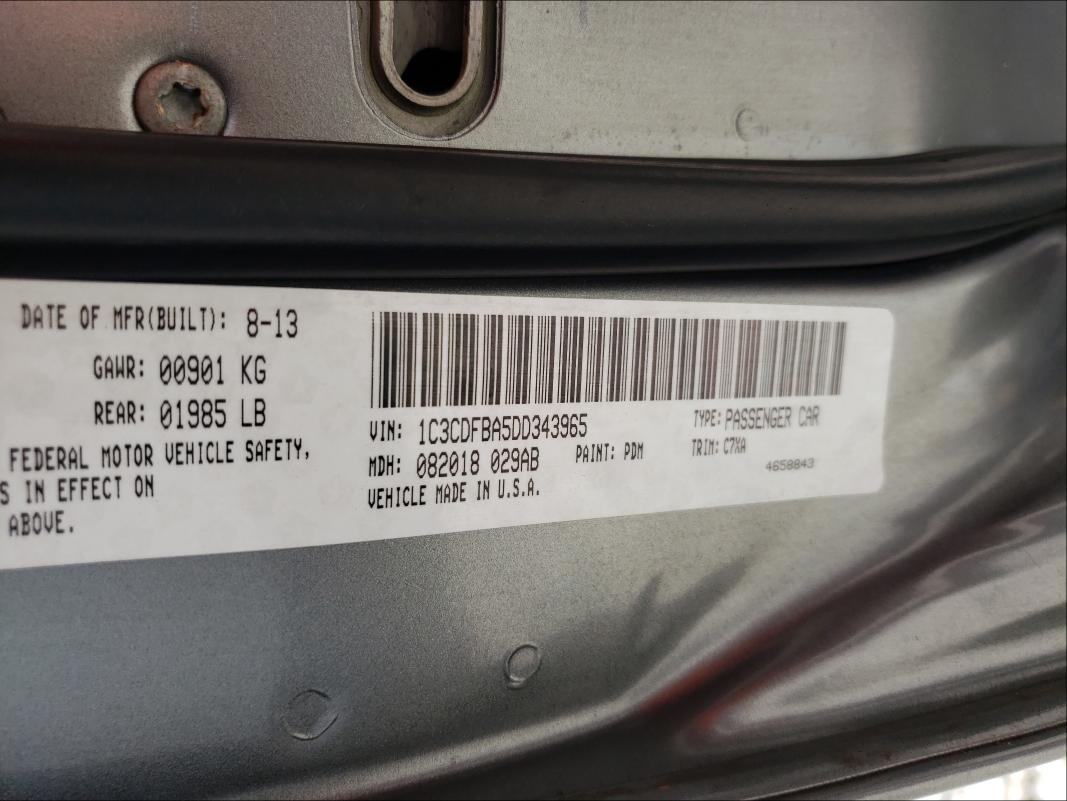 DATE OF MFR(BUILT): 8-13
GAWR: 00901 KG
REAR: 01985 LB
FEDERAL MOTOR VEHICLE SAFETY,
S IN EFFECT ON
ABOVE.
VIN: 1C3CDFBA5DD343965
TYPE: PASSENGER CAR
MDH: 082018 029AB
PAINT: PDM
TRIM: C7XA
VEHICLE MADE IN U.S.A.
4658843